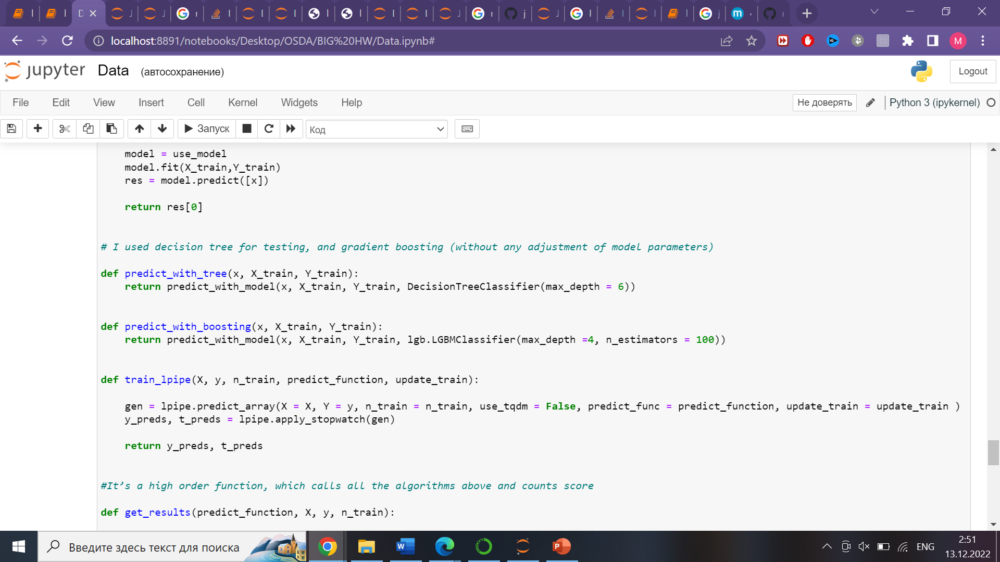 localhost:8891/notebooks/Desktop/OSDA/BIG%20HW/Data.ipynb#
M
jupyter Data (автосохранение)
Logout
File Edit View Insert Cell Kernel Widgets Help
Не доверять Python 3 (ipykernel)
Запуск Код
model = use_model
model.fit(X_train,Y_train)
res = model.predict([x])
return res[0]
# I used decision tree for testing, and gradient boosting (without any adjustment of model parameters)
def predict_with_tree(x, X_train, Y_train):
return predict_with_model(x, X_train, Y_train, DecisionTreeClassifier(max_depth = 6))
def predict_with_boosting(x, X_train, Y_train):
return predict_with_model(x, X_train, Y_train, lgb.LGBMClassifier(max_depth =4, n_estimators = 100))
def train_lpipe(X, y, n_train, predict_function, update_train):
gen = lpipe.predict_array(X = X, Y = y, n_train = n_train, use_tqdm = False, predict_func = predict_function, update_train = update_train )
y_preds, t_preds = lpipe.apply_stopwatch(gen)
return y_preds, t_preds
#It’s a high order function, which calls all the algorithms above and counts score
def get_results(predict_function, X, y, n_train):
Введите здесь текст для поиска
ENG
2:51
13.12.2022